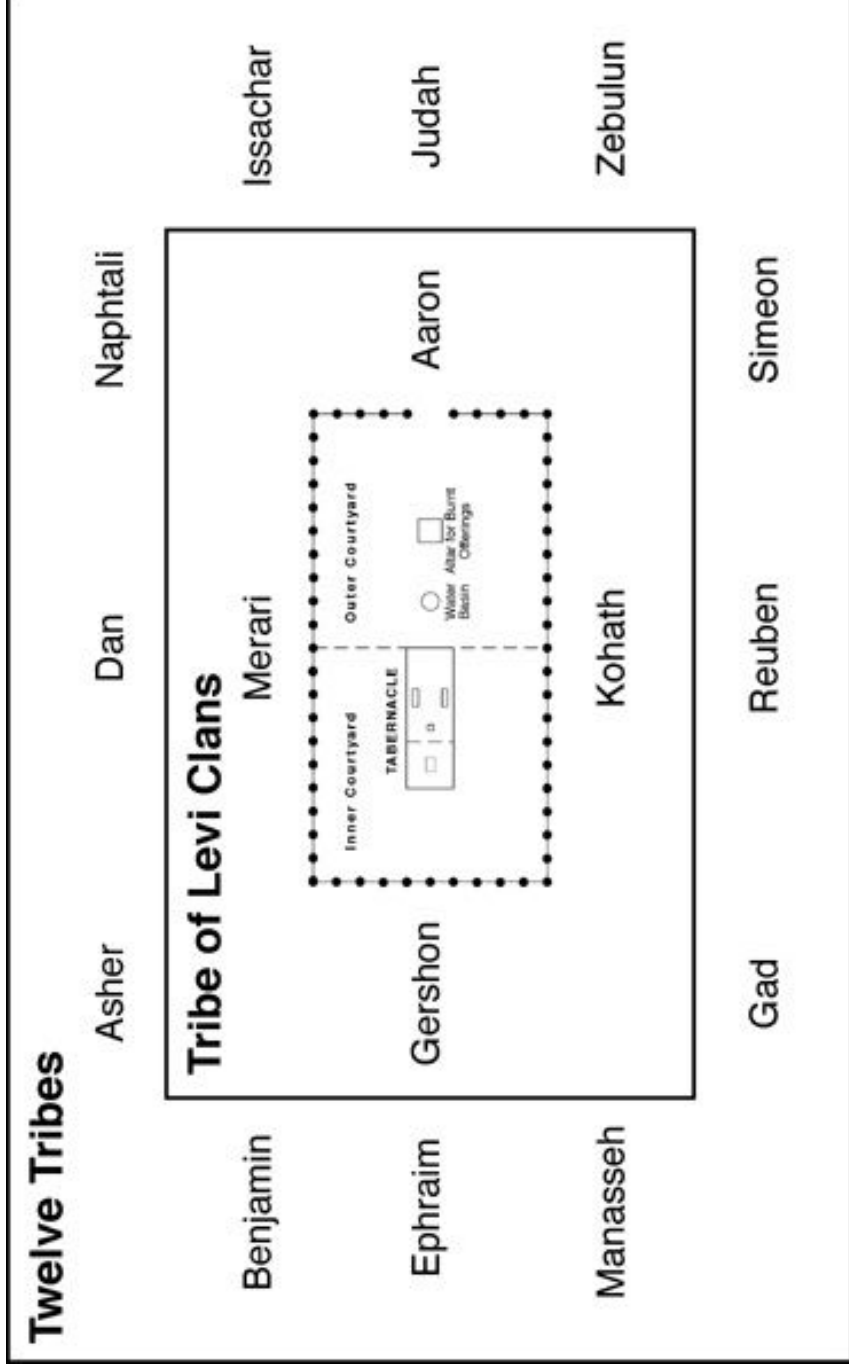 Twelve Tribes
Asher
Dan
Naphtali
Tribe of Levi Clans
Benjamin
Merari
Issachar
Inner Courtyard
Outer Courtyard
TABERNACLE
Ephraim
Gershon
Aaron
Judah
Water
Basin
Altar for Burnt
Offerings
Manasseh
Kohath
Zebulun
Gad
Reuben
Simeon